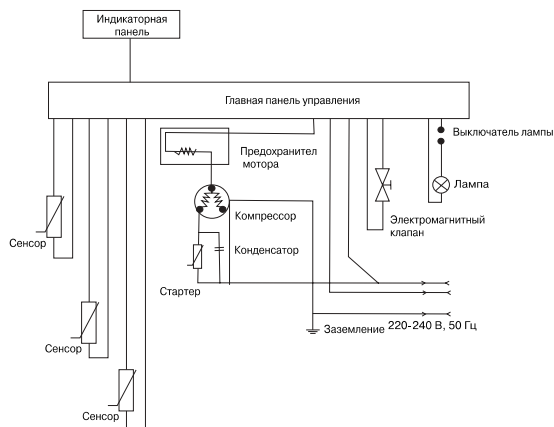 Индикаторная
панель
Главная панель управления
Выключатель лампы
Предохранител
мотора
Лампа
Компрессор
Электромагнитный
клапан
Сенсор
Конденсатор
Стартер
Заземление 220-240 В, 50 Гц
Сенсор
Сенсор